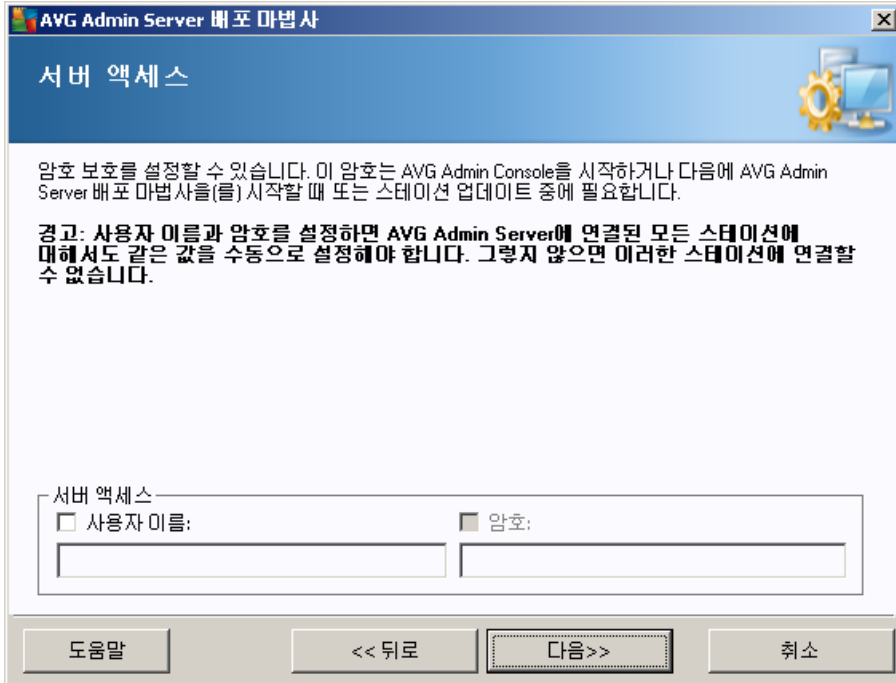 AVG Admin Server 배포 마법사
서버 액세스
암호 보호를 설정할 수 있습니다. 이 암호는 AVG Admin Console을 시작하거나 다음에 AVG Admin
Server 배포 마법사을(를) 시작할 때 또는 스테이션 업데이트 중에 필요합니다.
경고: 사용자 이름과 암호를 설정하면 AVG Admin Server에 연결된 모든 스테이션에
대해서도 같은 값을 수동으로 설정해야 합니다. 그렇지 않으면 이러한 스테이션에 연결할
수 없습니다.
서버 액세스
사용자 이름: 암호:
도움말 << 뒤로 다음>> 취소